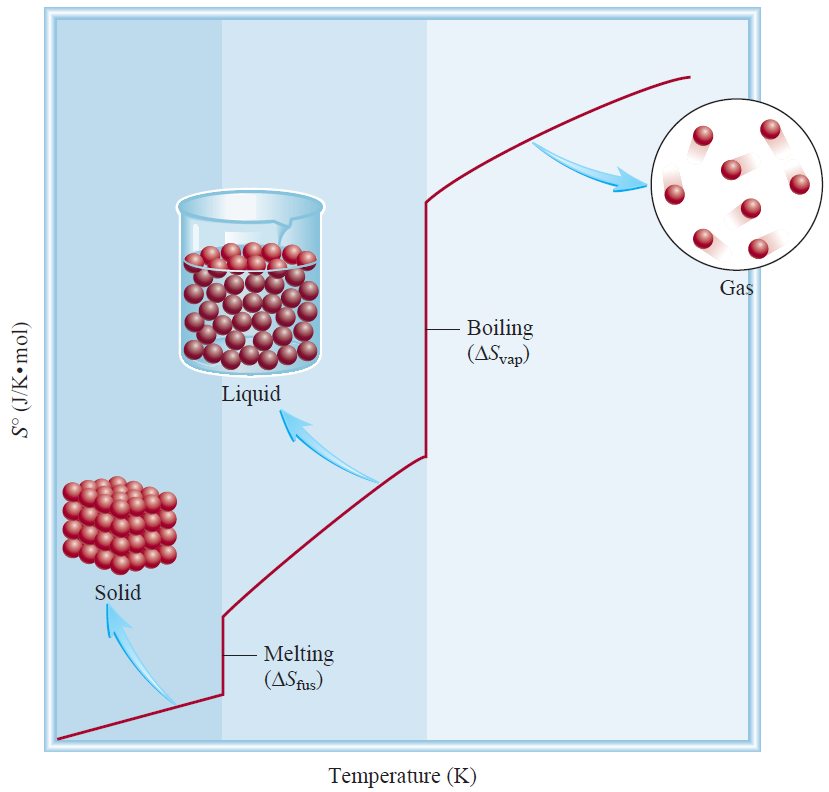 Gas
Boiling
(ΔSvap)
Liquid
S° (J/K•mol)
Solid
Melting
(ΔSfus)
Temperature (K)